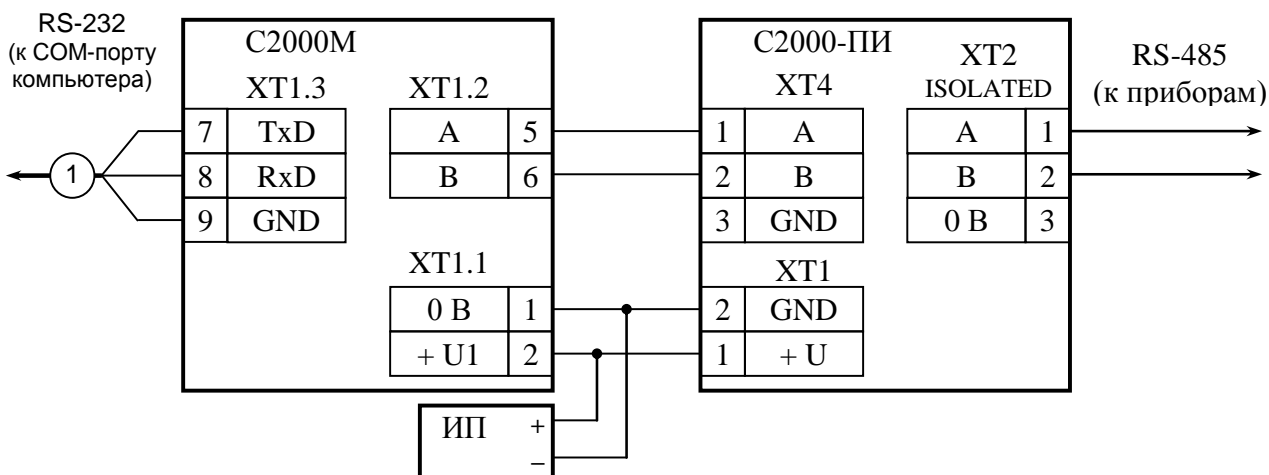 RS-232
(к COM-порту
компьютера)
1
С2000М
XT1.3
7 TxD
8 RxD
9 GND
XT1.2
A 5
B 6
XT1.1
0 В 1
+ U1 2
ИП
+
–
С2000-ПИ
XT4
1 A
2 B
3 GND
XT1
2 GND
1 + U
XT2
ISOLATED
A 1
B 2
0 В 3
RS-485
(к приборам)